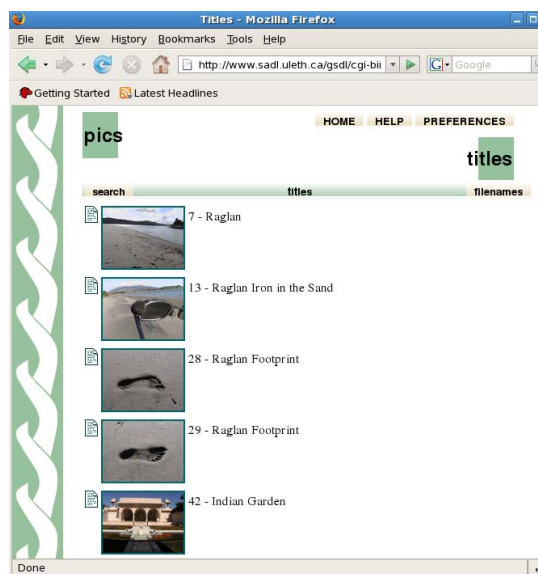 Titles - Mozilla Firefox
File Edit View History Bookmarks Tools Help
http://www.sadl.uleth.ca/gsdl/cgi-bi
Google
Getting Started Latest Headlines
pics
HOME HELP PREFERENCES
titles
search titles filenames
7 - Raglan
13 - Raglan Iron in the Sand
28 - Raglan Footprint
29 - Raglan Footprint
42 - Indian Garden
Done